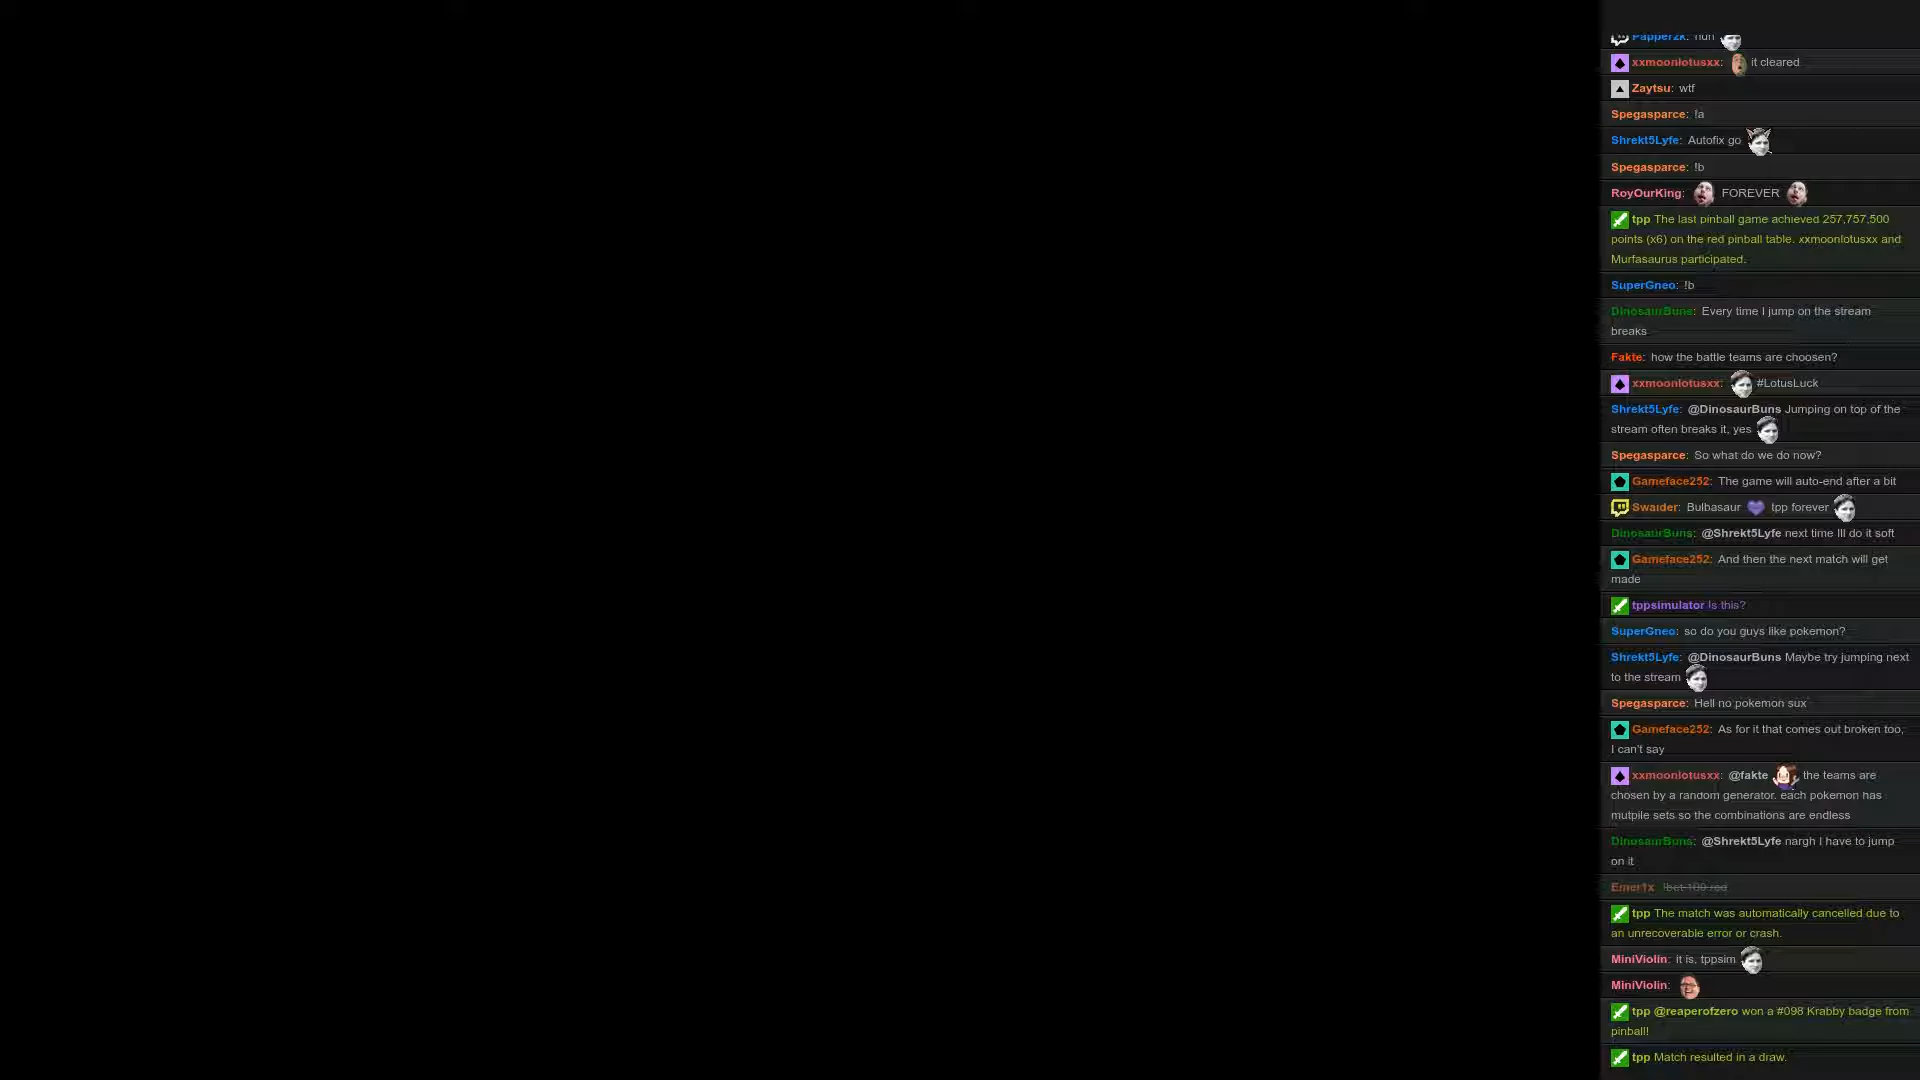 Papper2k: huh
xxmoonlotusxx: it cleared
Zaytsu: wtf
Spegasparce: !a
Shrekt5Lyfe: Autofix go
Spegasparce: !b
RoyOurKing: FOREVER
tpp The last pinball game achieved 257,757,500
points (x6) on the red pinball table. xxmoonlotusxx and
Murfasaurus participated.
SuperGneo: !b
DinosaurBuns: Every time I jump on the stream
breaks
Fakte: how the battle teams are choosen?
xxmoonlotusxx: #LotusLuck
Shrekt5Lyfe: @DinosaurBuns Jumping on top of the
stream often breaks it, yes
Spegasparce: So what do we do now?
Gameface252: The game will auto-end after a bit
Swaider: Bulbasaur tpp forever
DinosaurBuns: @Shrekt5Lyfe next time Ill do it soft
Gameface252: And then the next match will get
made
tppsimulator Is this?
SuperGneo: so do you guys like pokemon?
Shrekt5Lyfe: @DinosaurBuns Maybe try jumping next
to the stream
Spegasparce: Hell no pokemon sux
Gameface252: As for it that comes out broken too,
I can't say
xxmoonlotusxx: @fakte the teams are
chosen by a random generator. each pokemon has
mutpile sets so the combinations are endless
DinosaurBuns: @Shrekt5Lyfe nargh I have to jump
on it
Emer1x !bet 100 red
tpp The match was automatically cancelled due to
an unrecoverable error or crash.
MiniViolin: it is, tppsim
MiniViolin:
tpp @reaperofzero won a #098 Krabby badge from
pinball!
tpp Match resulted in a draw.